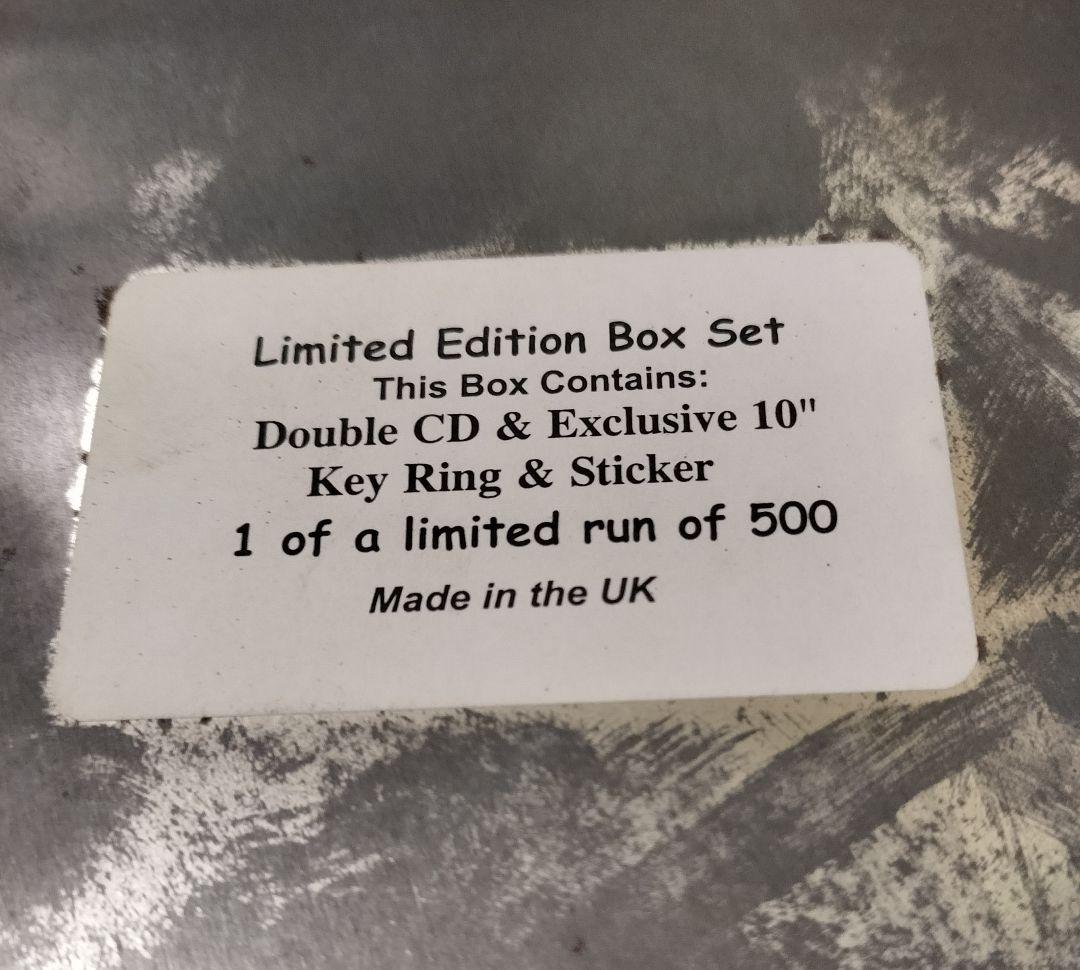 Limited Edition Box Set
This Box Contains:
Double CD & Exclusive 10"
Key Ring & Sticker
1 of a limited run of 500
Made in the UK